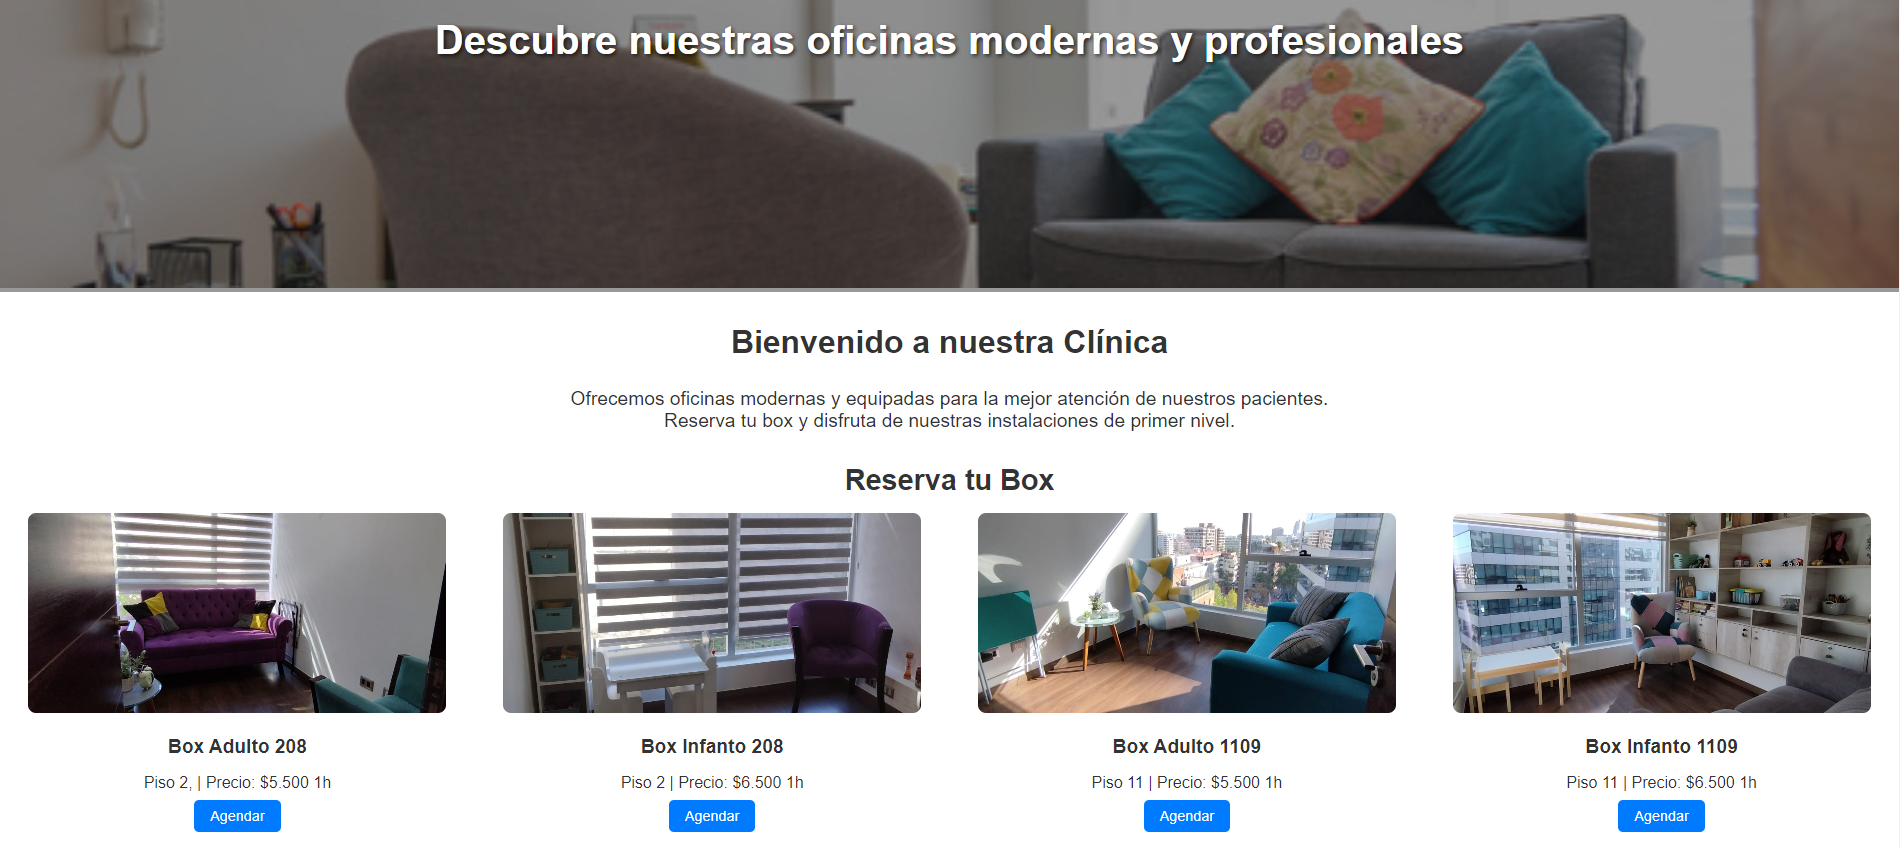 Descubre nuestras oficinas modernas y profesionales
Bienvenido a nuestra Clínica
Ofrecemos oficinas modernas y equipadas para la mejor atención de nuestros pacientes.
Reserva tu box y disfruta de nuestras instalaciones de primer nivel.
Reserva tu Box
Box Adulto 208
Piso 2, | Precio: $5.500 1h
Agendar
Box Infanto 208
Piso 2 | Precio: $6.500 1h
Agendar
Box Adulto 1109
Piso 11 | Precio: $5.500 1h
Agendar
Box Infanto 1109
Piso 11 | Precio: $6.500 1h
Agendar